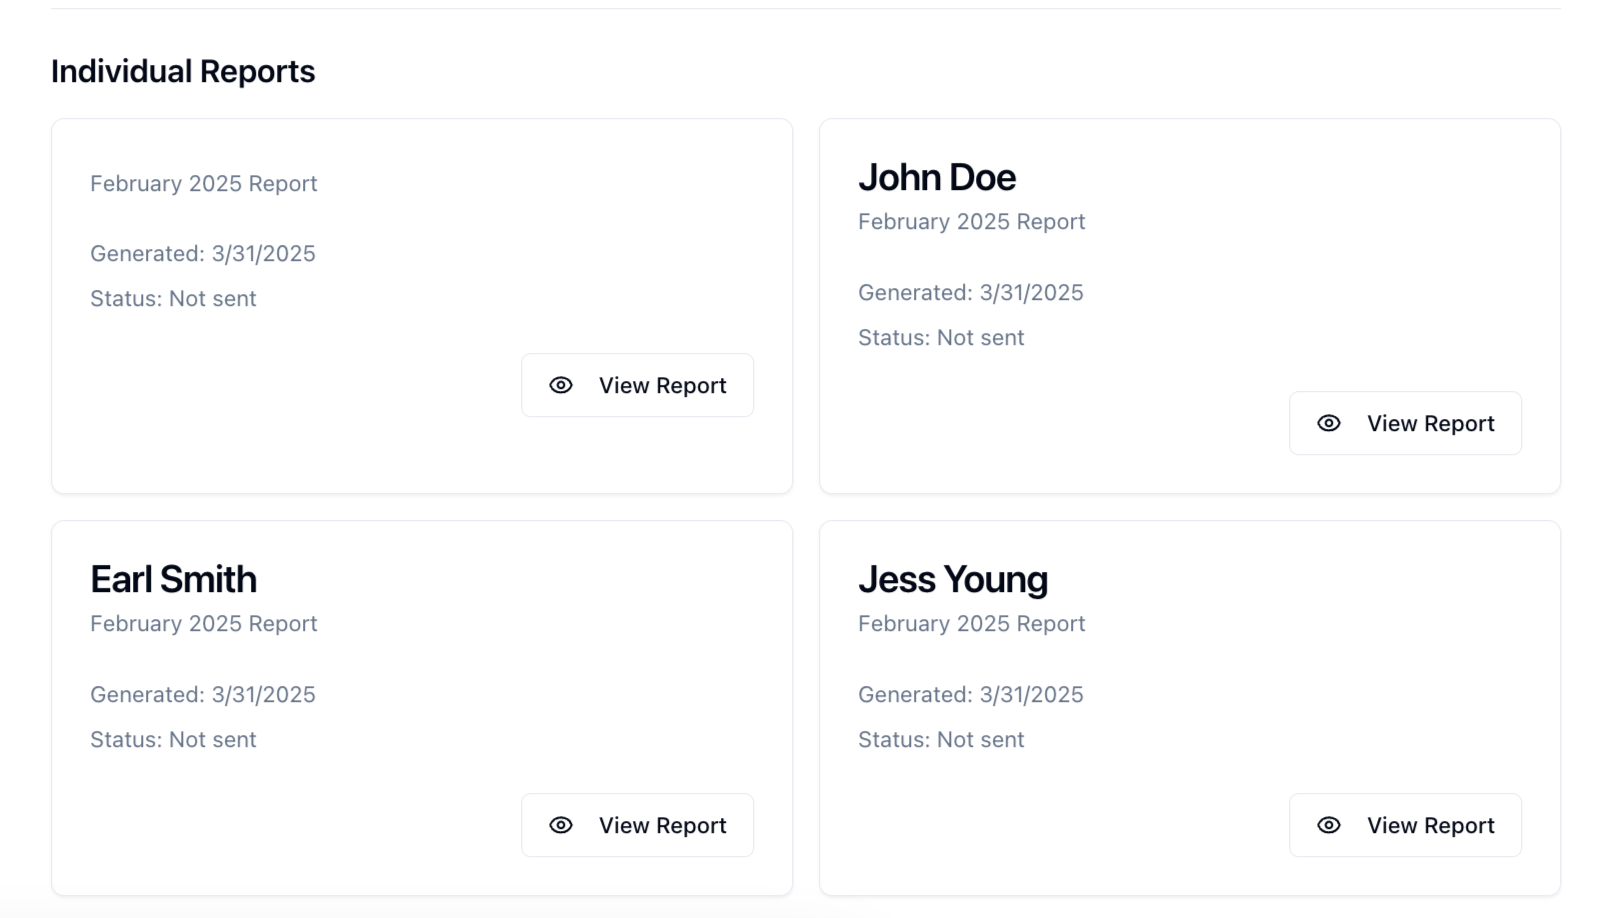 Individual Reports
February 2025 Report
Generated: 3/31/2025
Status: Not sent
View Report
John Doe
February 2025 Report
Generated: 3/31/2025
Status: Not sent
View Report
Earl Smith
February 2025 Report
Generated: 3/31/2025
Status: Not sent
View Report
Jess Young
February 2025 Report
Generated: 3/31/2025
Status: Not sent
View Report